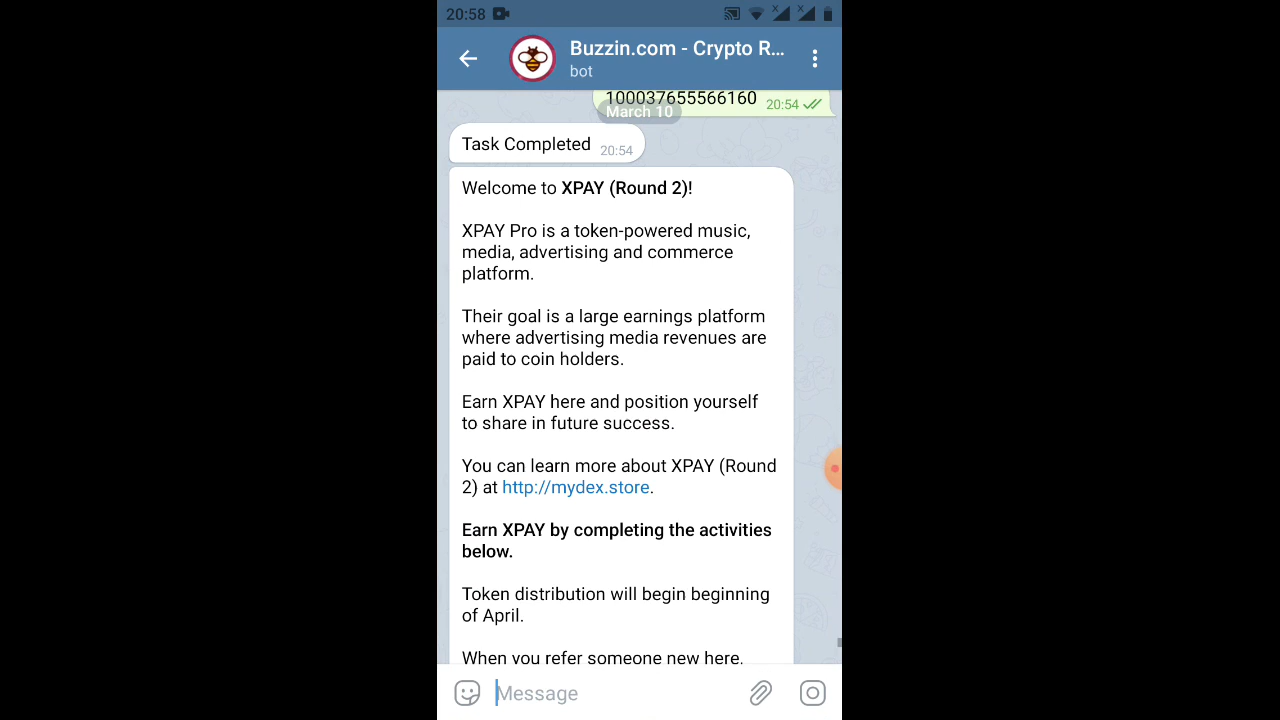 20:58
Buzzin.com - Crypto R...
bot
100037655566160 20:54
March 10
Task Completed 20:54
Welcome to XPAY (Round 2)!
XPAY Pro is a token-powered music,
media, advertising and commerce
platform.
Their goal is a large earnings platform
where advertising media revenues are
paid to coin holders.
Earn XPAY here and position yourself
to share in future success.
You can learn more about XPAY (Round
2) at http://mydex.store.
Earn XPAY by completing the activities
below.
Token distribution will begin beginning
of April.
When you refer someone new here,
Message